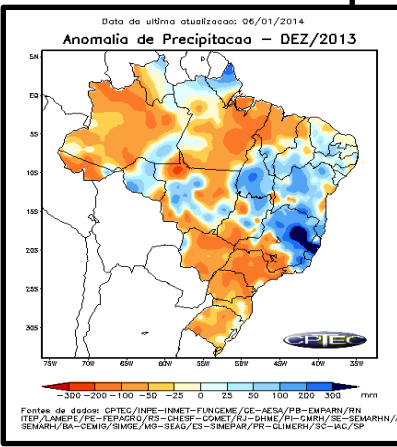 Data da ultima atualizacao: 06/01/2014
Anomalia de Precipitacao – DEZ/2013
5N
EQ
5S
10S
15S
20S
25S
30S
75W 70W 65W 60W 55W 50W 45W 40W 35W
CPTEC
-300 -200 -100 -50 -25 0 25 50 100 200 300 mm
Fontes de dados: CPTEC/INPE-INMET-FUNCEME/CE-AESA/PB-EMPARN/RN
ITEP/LAMEPE/PE-FEPAGRO/RS-CHESF-COMET/RJ-DHME/PI-CMRH/SE-SEMARHN/A
SEMARH/BA-CEMIG/SIMGE/MG-SEAG/ES-SIMEPAR/PR-CLIMERH/SC-IAC/SP